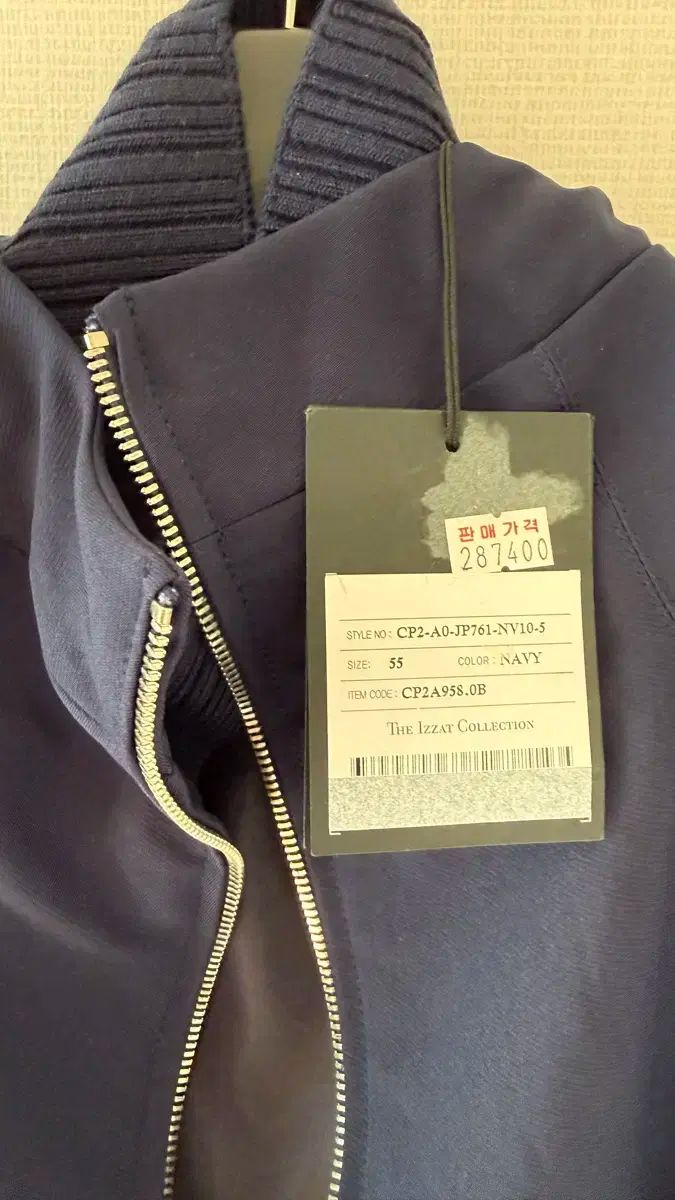 판매가격
287400
STYLE NO : CP2-A0-JP761-NV10-5
SIZE: 55 COLOR : NAVY
ITEM CODE : CP2A958.0B
THE IZZAT COLLECTION